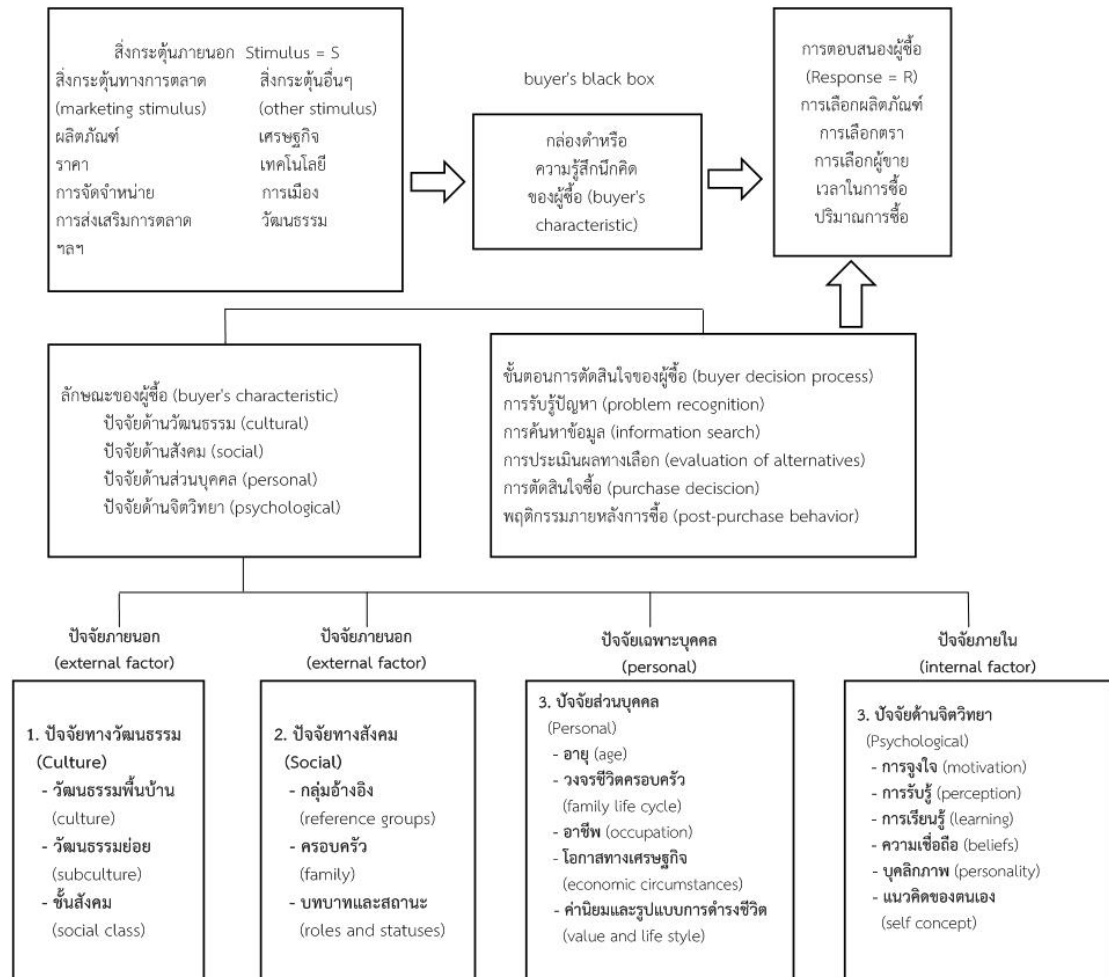 สิ่งกระตุ้นภายนอก Stimulus = S
สิ่งกระตุ้นทางการตลาด
(marketing stimulus)
ผลิตภัณฑ์
ราคา
การจัดจำหน่าย
การส่งเสริมการตลาด
ฯลฯ
สิ่งกระตุ้นอื่นๆ
(other stimulus)
เศรษฐกิจ
เทคโนโลยี
การเมือง
วัฒนธรรม
buyer's black box
กล่องดำหรือ
ความรู้สึกนึกคิด
ของผู้ซื้อ (buyer's
characteristic)
การตอบสนองผู้ซื้อ
(Response = R)
การเลือกผลิตภัณฑ์
การเลือกตรา
การเลือกผู้ขาย
เวลาในการซื้อ
ปริมาณการซื้อ
ลักษณะของผู้ซื้อ (buyer's characteristic)
ปัจจัยด้านวัฒนธรรม (cultural)
ปัจจัยด้านสังคม (social)
ปัจจัยด้านส่วนบุคคล (personal)
ปัจจัยด้านจิตวิทยา (psychological)
ขั้นตอนการตัดสินใจของผู้ซื้อ (buyer decision process)
การรับรู้ปัญหา (problem recognition)
การค้นหาข้อมูล (information search)
การประเมินผลทางเลือก (evaluation of alternatives)
การตัดสินใจซื้อ (purchase deciscion)
พฤติกรรมภายหลังการซื้อ (post-purchase behavior)
ปัจจัยภายนอก
(external factor)
1. ปัจจัยทางวัฒนธรรม
(Culture)
- วัฒนธรรมพื้นบ้าน
(culture)
- วัฒนธรรมย่อย
(subculture)
- ชั้นสังคม
(social class)
ปัจจัยภายนอก
(external factor)
2. ปัจจัยทางสังคม
(Social)
- กลุ่มอ้างอิง
(reference groups)
- ครอบครัว
(family)
- บทบาทและสถานะ
(roles and statuses)
ปัจจัยเฉพาะบุคคล
(personal)
3. ปัจจัยส่วนบุคคล
(Personal)
- อายุ (age)
- วงจรชีวิตครอบครัว
(family life cycle)
- อาชีพ (occupation)
- โอกาสทางเศรษฐกิจ
(economic circumstances)
- ค่านิยมและรูปแบบการดำรงชีวิต
(value and life style)
ปัจจัยภายใน
(internal factor)
3. ปัจจัยด้านจิตวิทยา
(Psychological)
- การจูงใจ (motivation)
- การรับรู้ (perception)
- การเรียนรู้ (learning)
- ความเชื่อถือ (beliefs)
- บุคลิกภาพ (personality)
- แนวคิดของตนเอง
(self concept)